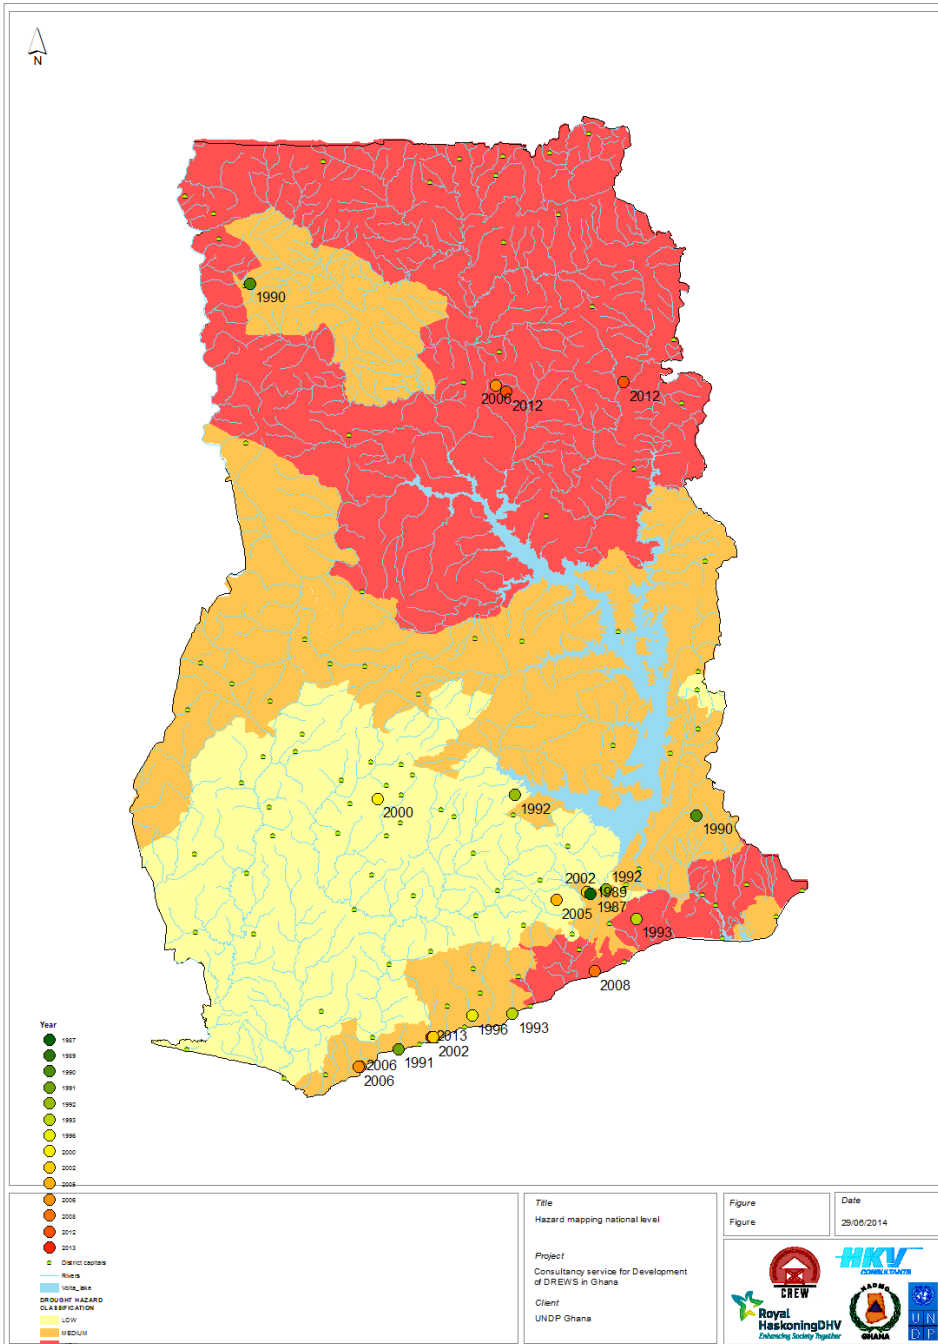 N
1990
2006
2012
2012
2000
1992
1990
2002
1992
1989
1987
2005
1993
2008
1996
1993
2013
2002
2006
1991
2006
Year
1987
1989
1990
1991
1992
1993
1996
2000
2002
2005
2006
2008
2012
2013
District capitals
Rivers
Volta_lake
DROUGHT HAZARD
CLASSIFICATION
LOW
MEDIUM
Title
Hazard mapping national level
Project
Consultancy service for Development
of DREWS in Ghana
Client
UNDP Ghana
Figure
Figure
Date
29/06/2014
CREW
HKV
CONSULTANTS
Royal
HaskoningDHV
Enhancing Society Together
NADMO
GHANA
U N
D P